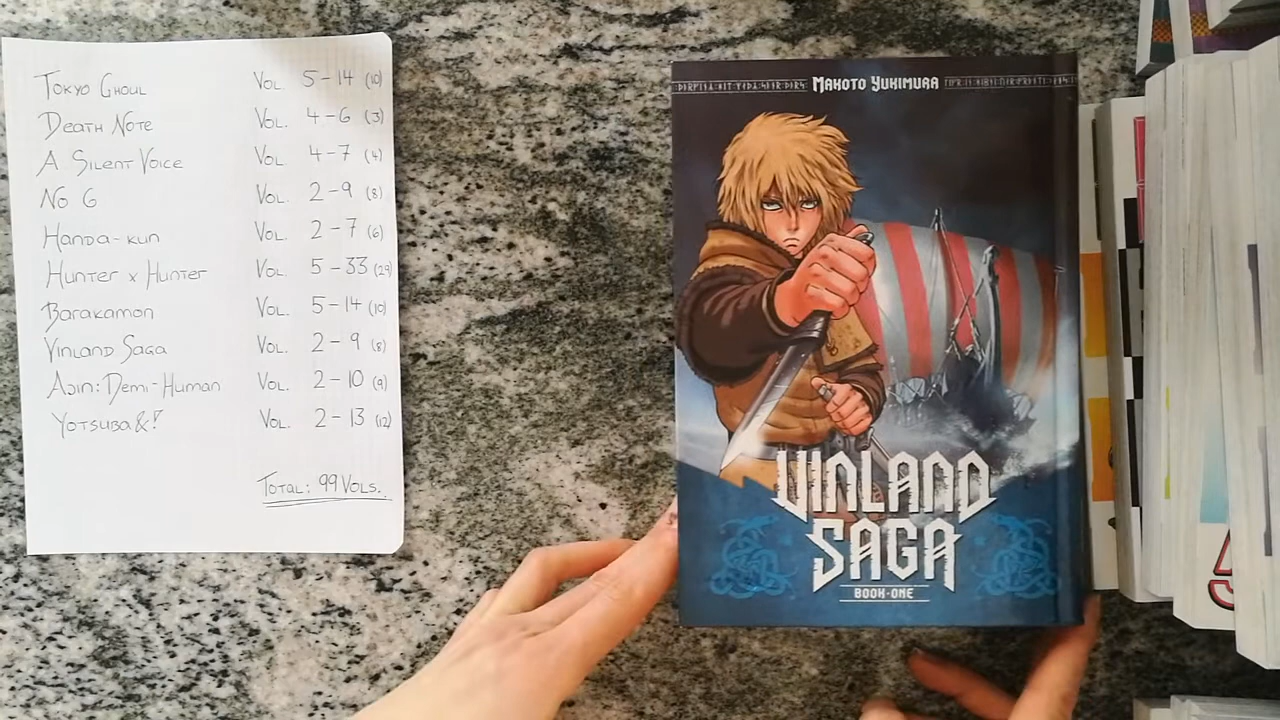 Tokyo Ghoul Vol 5-14 (10)
Death Note Vol. 4-6 (3)
A Silent Voice Vol 4-7 (4)
No 6 Vol. 2-9 (8)
Handa-kun Vol. 2-7 (6)
Hunter x Hunter Vol. 5-33 (29)
Barakamon Vol. 5-14 (10)
Vinland Saga Vol. 2-9 (8)
Ajin: Demi-Human Vol. 2-10 (9)
Yotsuba&! Vol. 2-13 (12)
Total: 99 Vols.
Makoto Yukimura
VINLAND
SAGA
BOOK·ONE